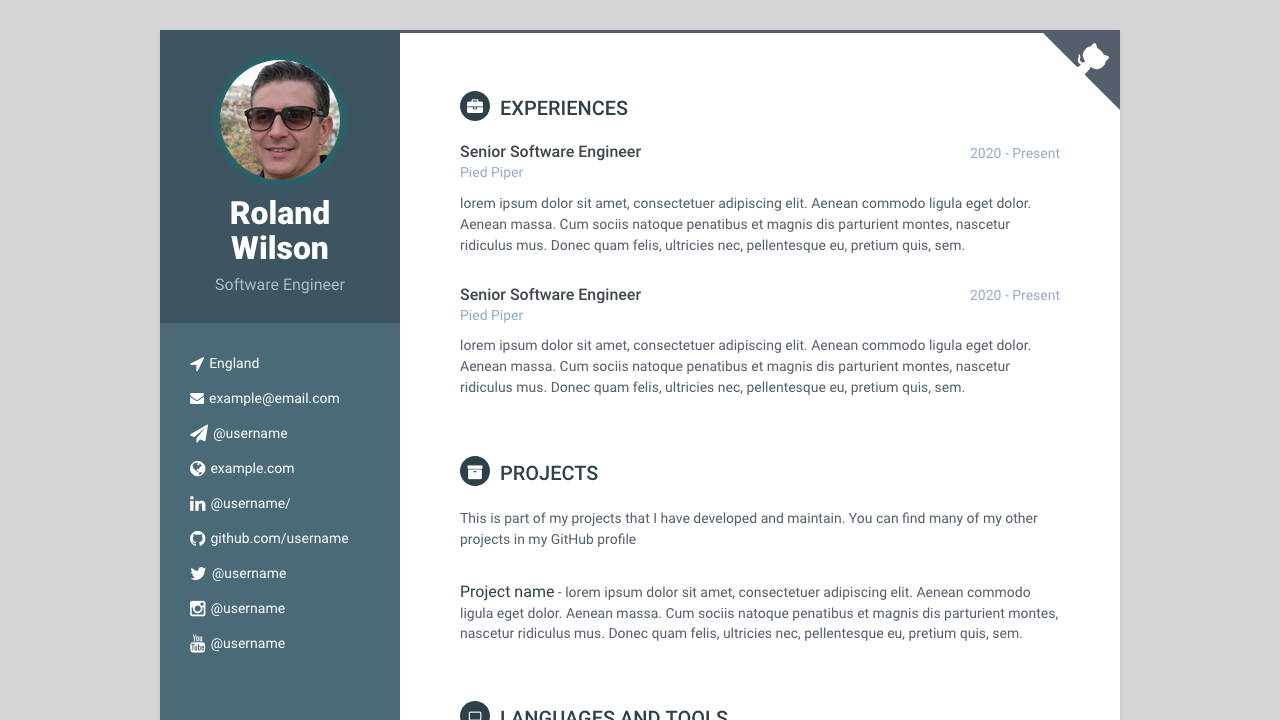 Roland
Wilson
Software Engineer
England
example@email.com
@username
example.com
@username/
github.com/username
@username
@username
You
Tube
@username
EXPERIENCES
Senior Software Engineer
2020 - Present
Pied Piper
lorem ipsum dolor sit amet, consectetuer adipiscing elit. Aenean commodo ligula eget dolor.
Aenean massa. Cum sociis natoque penatibus et magnis dis parturient montes, nascetur
ridiculus mus. Donec quam felis, ultricies nec, pellentesque eu, pretium quis, sem.
Senior Software Engineer
2020 - Present
Pied Piper
lorem ipsum dolor sit amet, consectetuer adipiscing elit. Aenean commodo ligula eget dolor.
Aenean massa. Cum sociis natoque penatibus et magnis dis parturient montes, nascetur
ridiculus mus. Donec quam felis, ultricies nec, pellentesque eu, pretium quis, sem.
PROJECTS
This is part of my projects that I have developed and maintain. You can find many of my other
projects in my GitHub profile
Project name - lorem ipsum dolor sit amet, consectetuer adipiscing elit. Aenean commodo
ligula eget dolor. Aenean massa. Cum sociis natoque penatibus et magnis dis parturient montes,
nascetur ridiculus mus. Donec quam felis, ultricies nec, pellentesque eu, pretium quis, sem.
LANGUAGES AND TOOLS